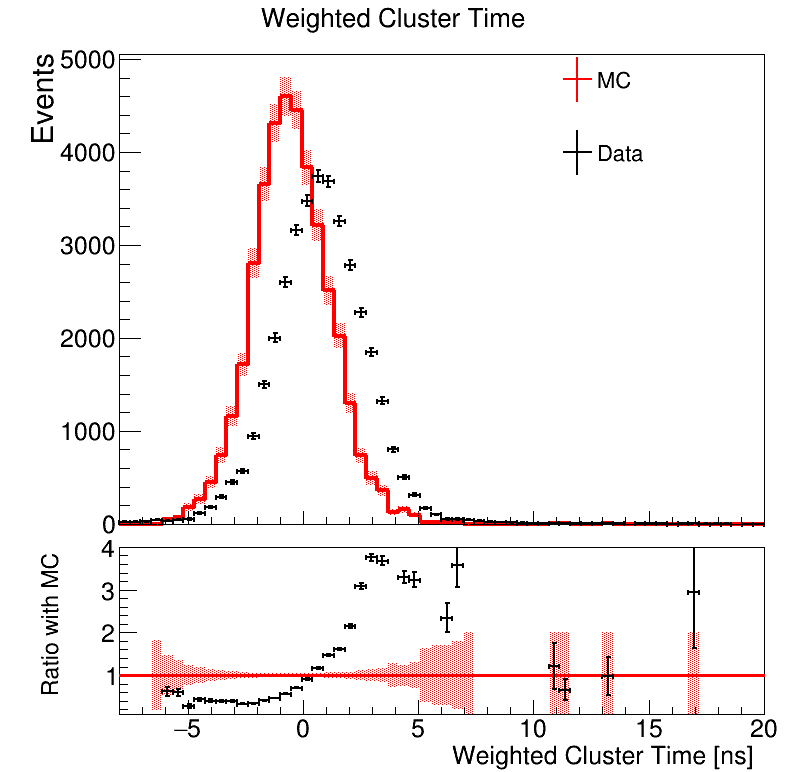 Weighted Cluster Time
Events
5000
4000
3000
2000
1000
0
MC
Data
Ratio with MC
4
3
2
1
−5 0 5 10 15 20
Weighted Cluster Time [ns]